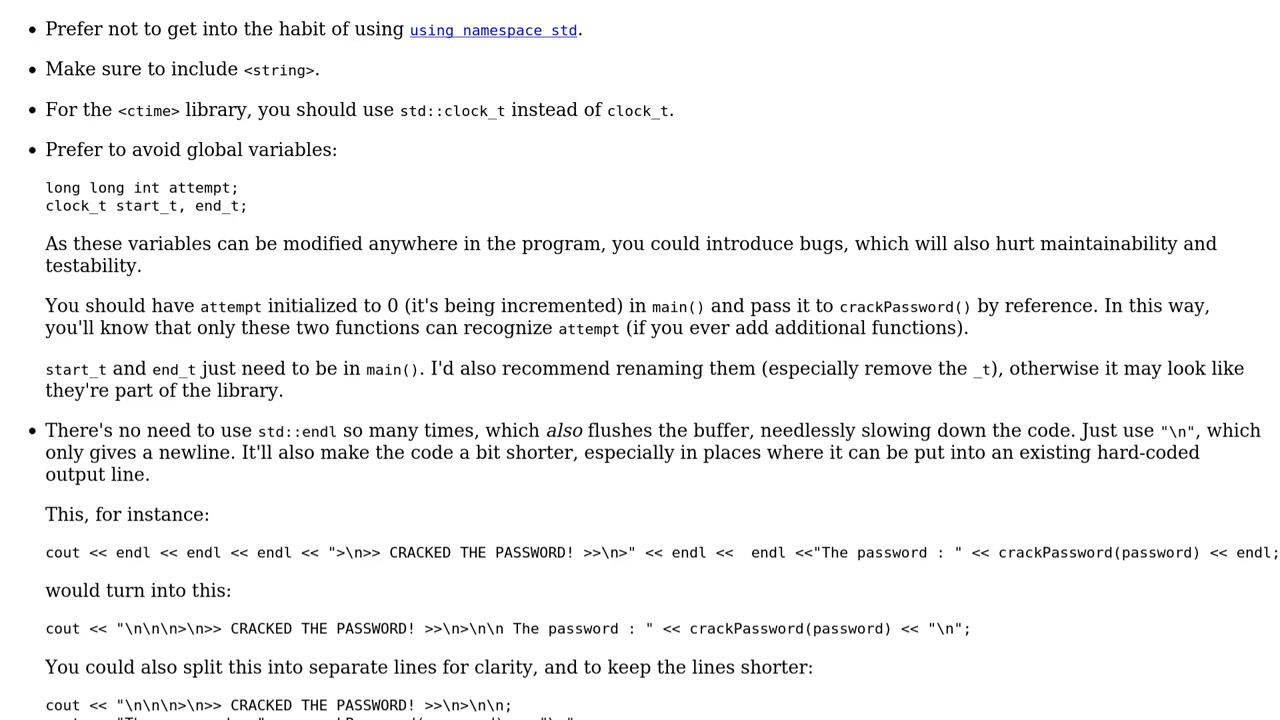 Prefer not to get into the habit of using using namespace std.
Make sure to include <string>.
For the <ctime> library, you should use std::clock_t instead of clock_t.
Prefer to avoid global variables:
long long int attempt;
clock_t start_t, end_t;
As these variables can be modified anywhere in the program, you could introduce bugs, which will also hurt maintainability and
testability.
You should have attempt initialized to 0 (it's being incremented) in main() and pass it to crackPassword() by reference. In this way,
you'll know that only these two functions can recognize attempt (if you ever add additional functions).
start_t and end_t just need to be in main(). I'd also recommend renaming them (especially remove the _t), otherwise it may look like
they're part of the library.
There's no need to use std::endl so many times, which also flushes the buffer, needlessly slowing down the code. Just use "\n", which
only gives a newline. It'll also make the code a bit shorter, especially in places where it can be put into an existing hard-coded
output line.
This, for instance:
cout << endl << endl << endl << ">\n>> CRACKED THE PASSWORD! >>\n>" << endl <<  endl <<"The password : " << crackPassword(password) << endl;
would turn into this:
cout << "\n\n\n>\n>> CRACKED THE PASSWORD! >>\n>\n\n The password : " << crackPassword(password) << "\n";
You could also split this into separate lines for clarity, and to keep the lines shorter:
cout << "\n\n\n>\n>> CRACKED THE PASSWORD! >>\n>\n\n;